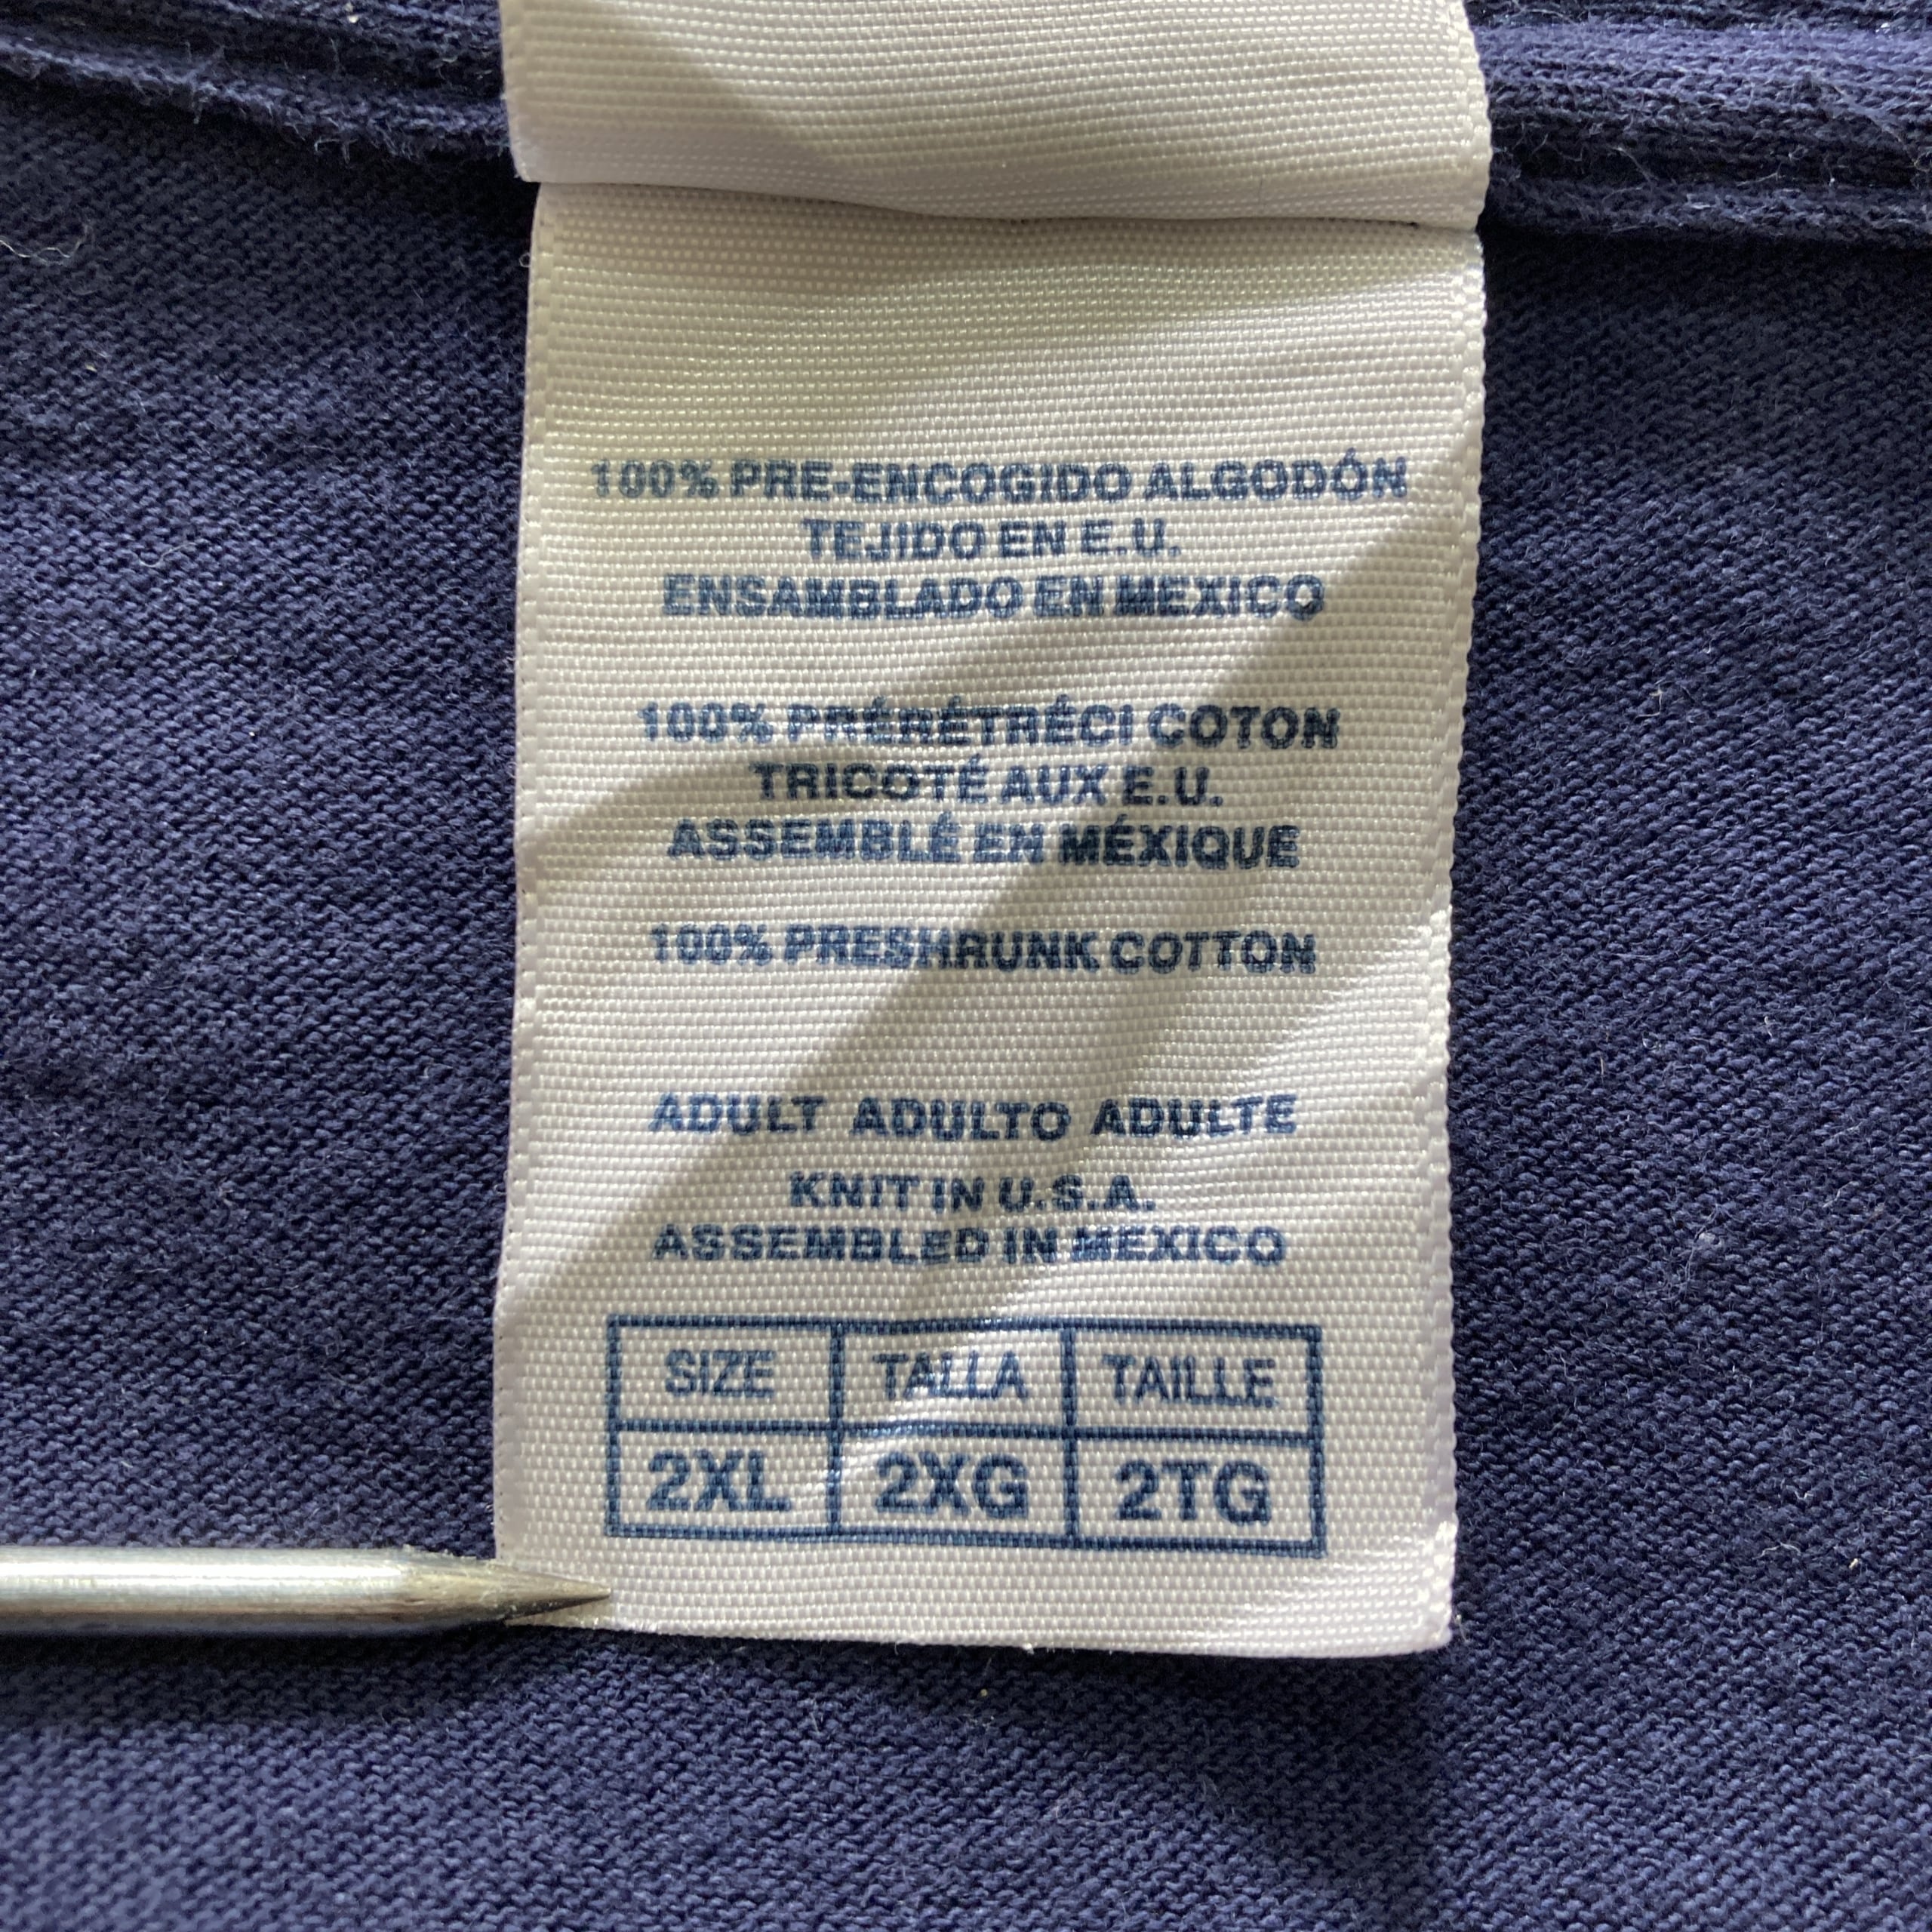 100% PRE-ENCOGIDO ALGODÓN
TEJIDO EN E.U.
ENSAMBLADO EN MEXICO
100% PRÉRÉTRÉCI COTON
TRICOTÉ AUX E.U.
ASSEMBLÉ EN MÉXIQUE
100% PRESHRUNK COTTON
ADULT ADULTO ADULTE
KNIT IN U.S.A.
ASSEMBLED IN MEXICO
SIZE TALLA TAILLE
2XL 2XG 2TG